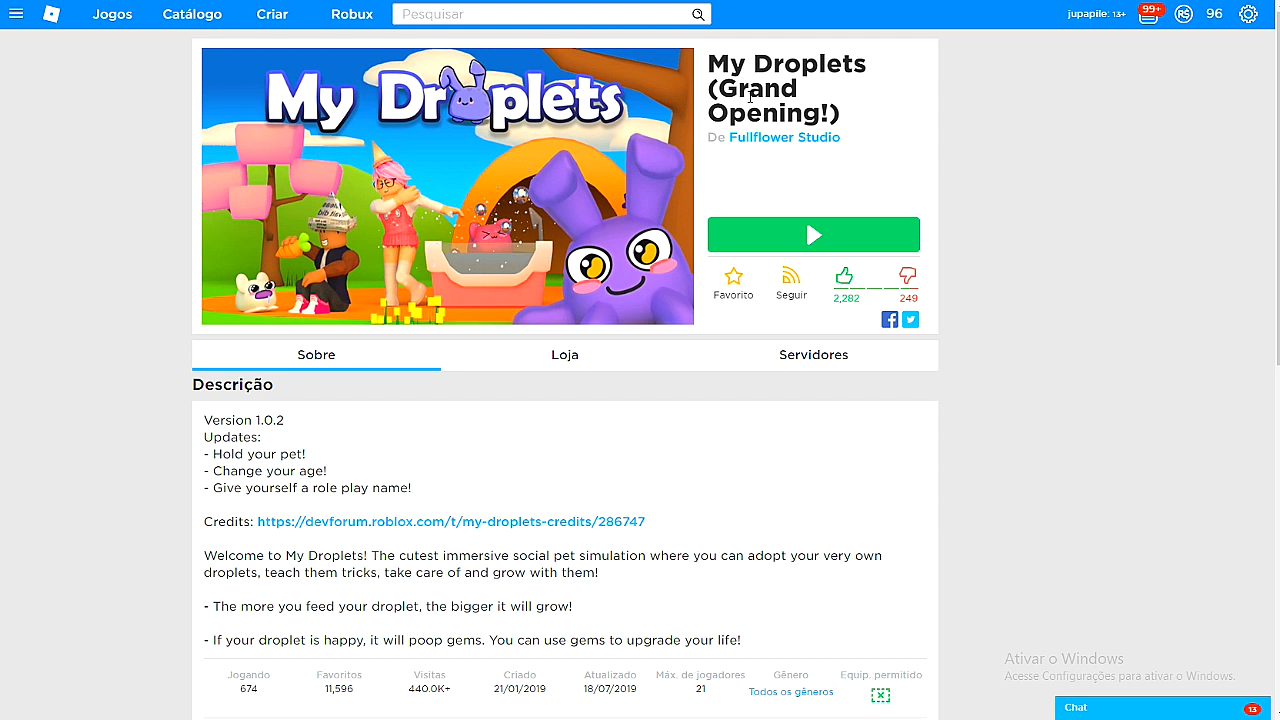 Jogos
Catálogo
Criar
Robux
Pesquisar
jupapile: 13+
99+
96
My Droplets
My Droplets
(Grand
Opening!)
De Fullflower Studio
Favorito
Seguir
2,282
249
Sobre
Loja
Servidores
Descrição
Version 1.0.2
Updates:
- Hold your pet!
- Change your age!
- Give yourself a role play name!
Credits: https://devforum.roblox.com/t/my-droplets-credits/286747
Welcome to My Droplets! The cutest immersive social pet simulation where you can adopt your very own
droplets, teach them tricks, take care of and grow with them!
- The more you feed your droplet, the bigger it will grow!
- If your droplet is happy, it will poop gems. You can use gems to upgrade your life!
Jogando
Favoritos
Visitas
Criado
Atualizado
Máx. de jogadores
Gênero
Equip. permitido
674
11,596
440.0K+
21/01/2019
18/07/2019
21
Todos os gêneros
Ativar o Windows
Acesse Configurações para ativar o Windows.
Chat
13